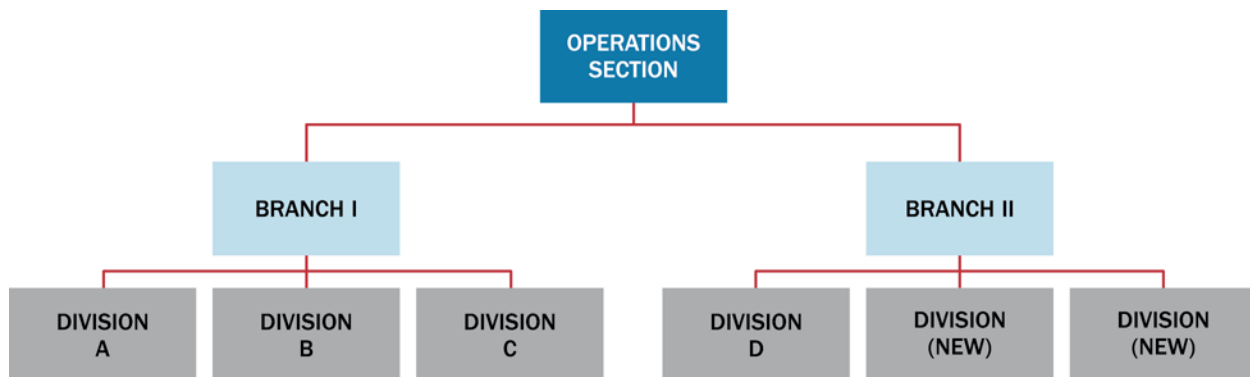 OPERATIONS
SECTION
BRANCH I
BRANCH II
DIVISION
A
DIVISION
B
DIVISION
C
DIVISION
D
DIVISION
(NEW)
DIVISION
(NEW)